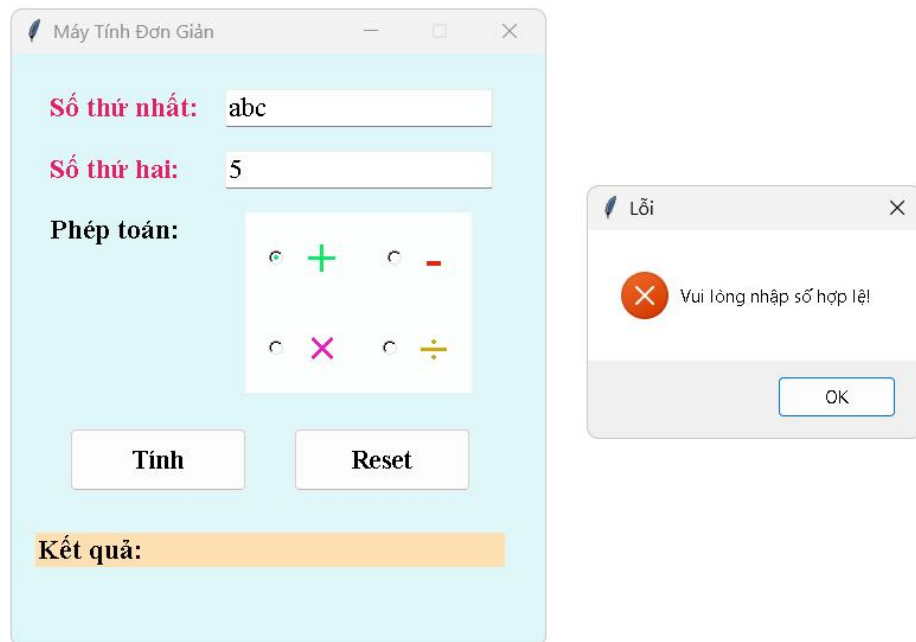 Máy Tính Đơn Giản
Số thứ nhất: abc
Số thứ hai: 5
Phép toán:
+ -
× ÷
Tính Reset
Kết quả:
Lỗi
Vui lòng nhập số hợp lệ!
OK